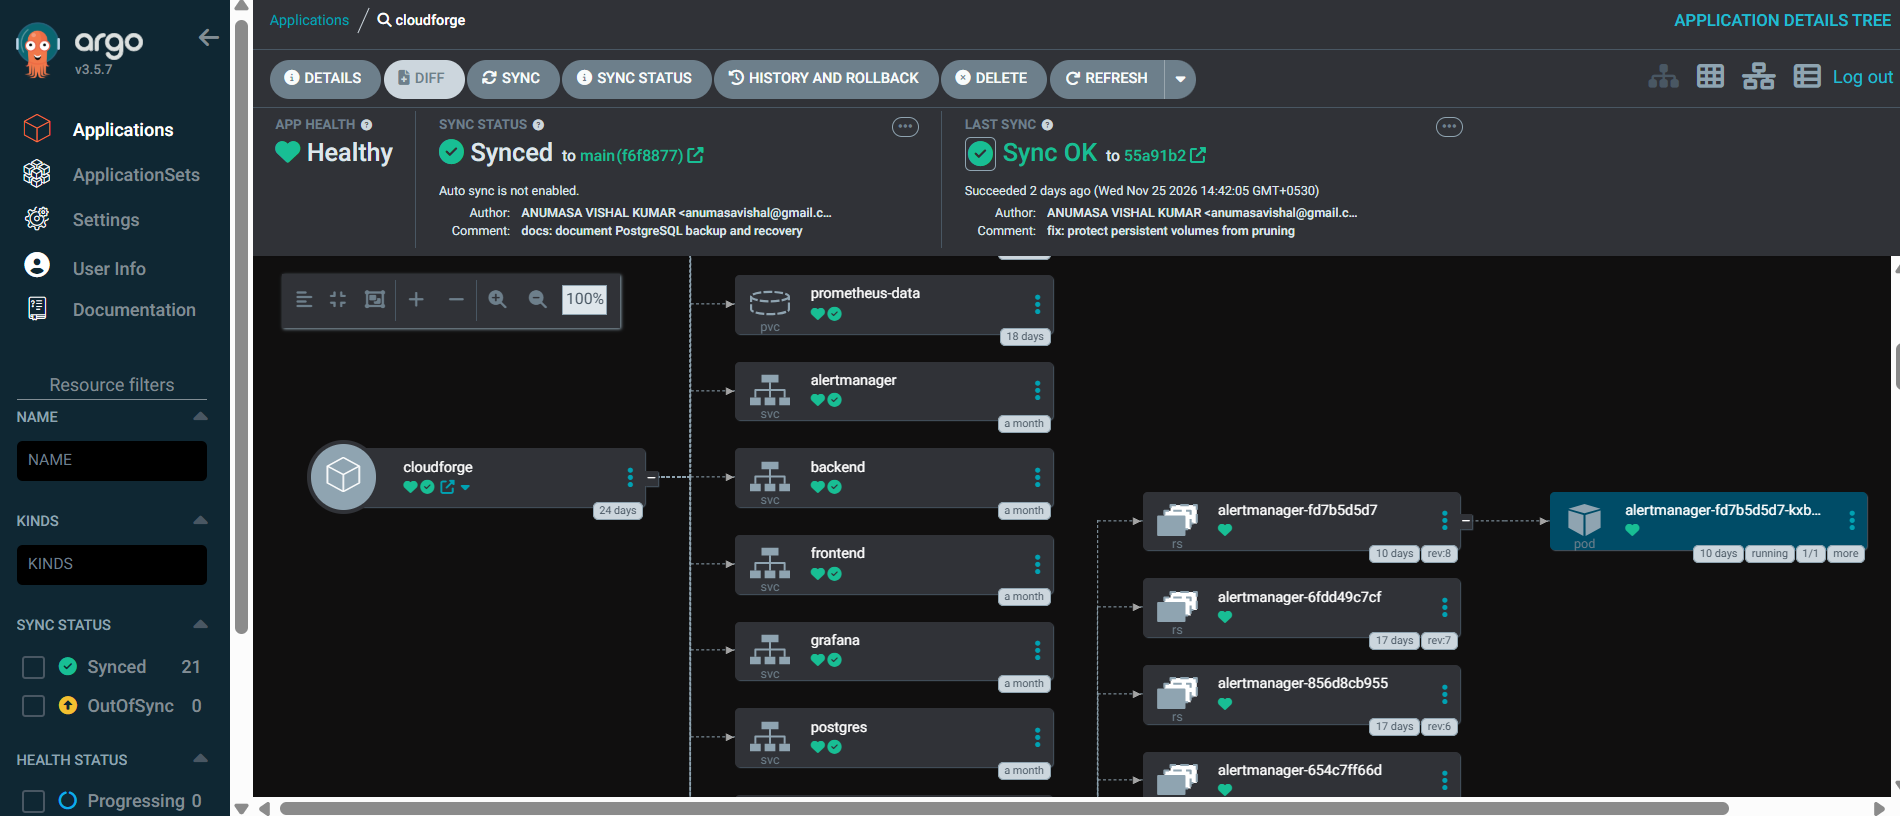 argo
v3.5.7
Applications
ApplicationSets
Settings
User Info
Documentation
Resource filters
NAME
NAME
KINDS
KINDS
SYNC STATUS
Synced 21
OutOfSync 0
HEALTH STATUS
Progressing 0
Applications / cloudforge
APPLICATION DETAILS TREE
DETAILS DIFF SYNC SYNC STATUS HISTORY AND ROLLBACK DELETE REFRESH
Log out
APP HEALTH
Healthy
SYNC STATUS
Synced to main (f6f8877)
Auto sync is not enabled.
Author: ANUMASA VISHAL KUMAR <anumasavishal@gmail.c...
Comment: docs: document PostgreSQL backup and recovery
LAST SYNC
Sync OK to 55a91b2
Succeeded 2 days ago (Wed Nov 25 2026 14:42:05 GMT+0530)
Author: ANUMASA VISHAL KUMAR <anumasavishal@gmail.c...
Comment: fix: protect persistent volumes from pruning
100%
cloudforge
24 days
prometheus-data
pvc
18 days
alertmanager
svc
a month
backend
svc
a month
frontend
svc
a month
grafana
svc
a month
postgres
svc
a month
alertmanager-fd7b5d5d7
rs
10 days rev:8
alertmanager-6fdd49c7cf
rs
17 days rev:7
alertmanager-856d8cb955
rs
17 days rev:6
alertmanager-654c7ff66d
alertmanager-fd7b5d5d7-kxb...
pod
10 days running 1/1 more